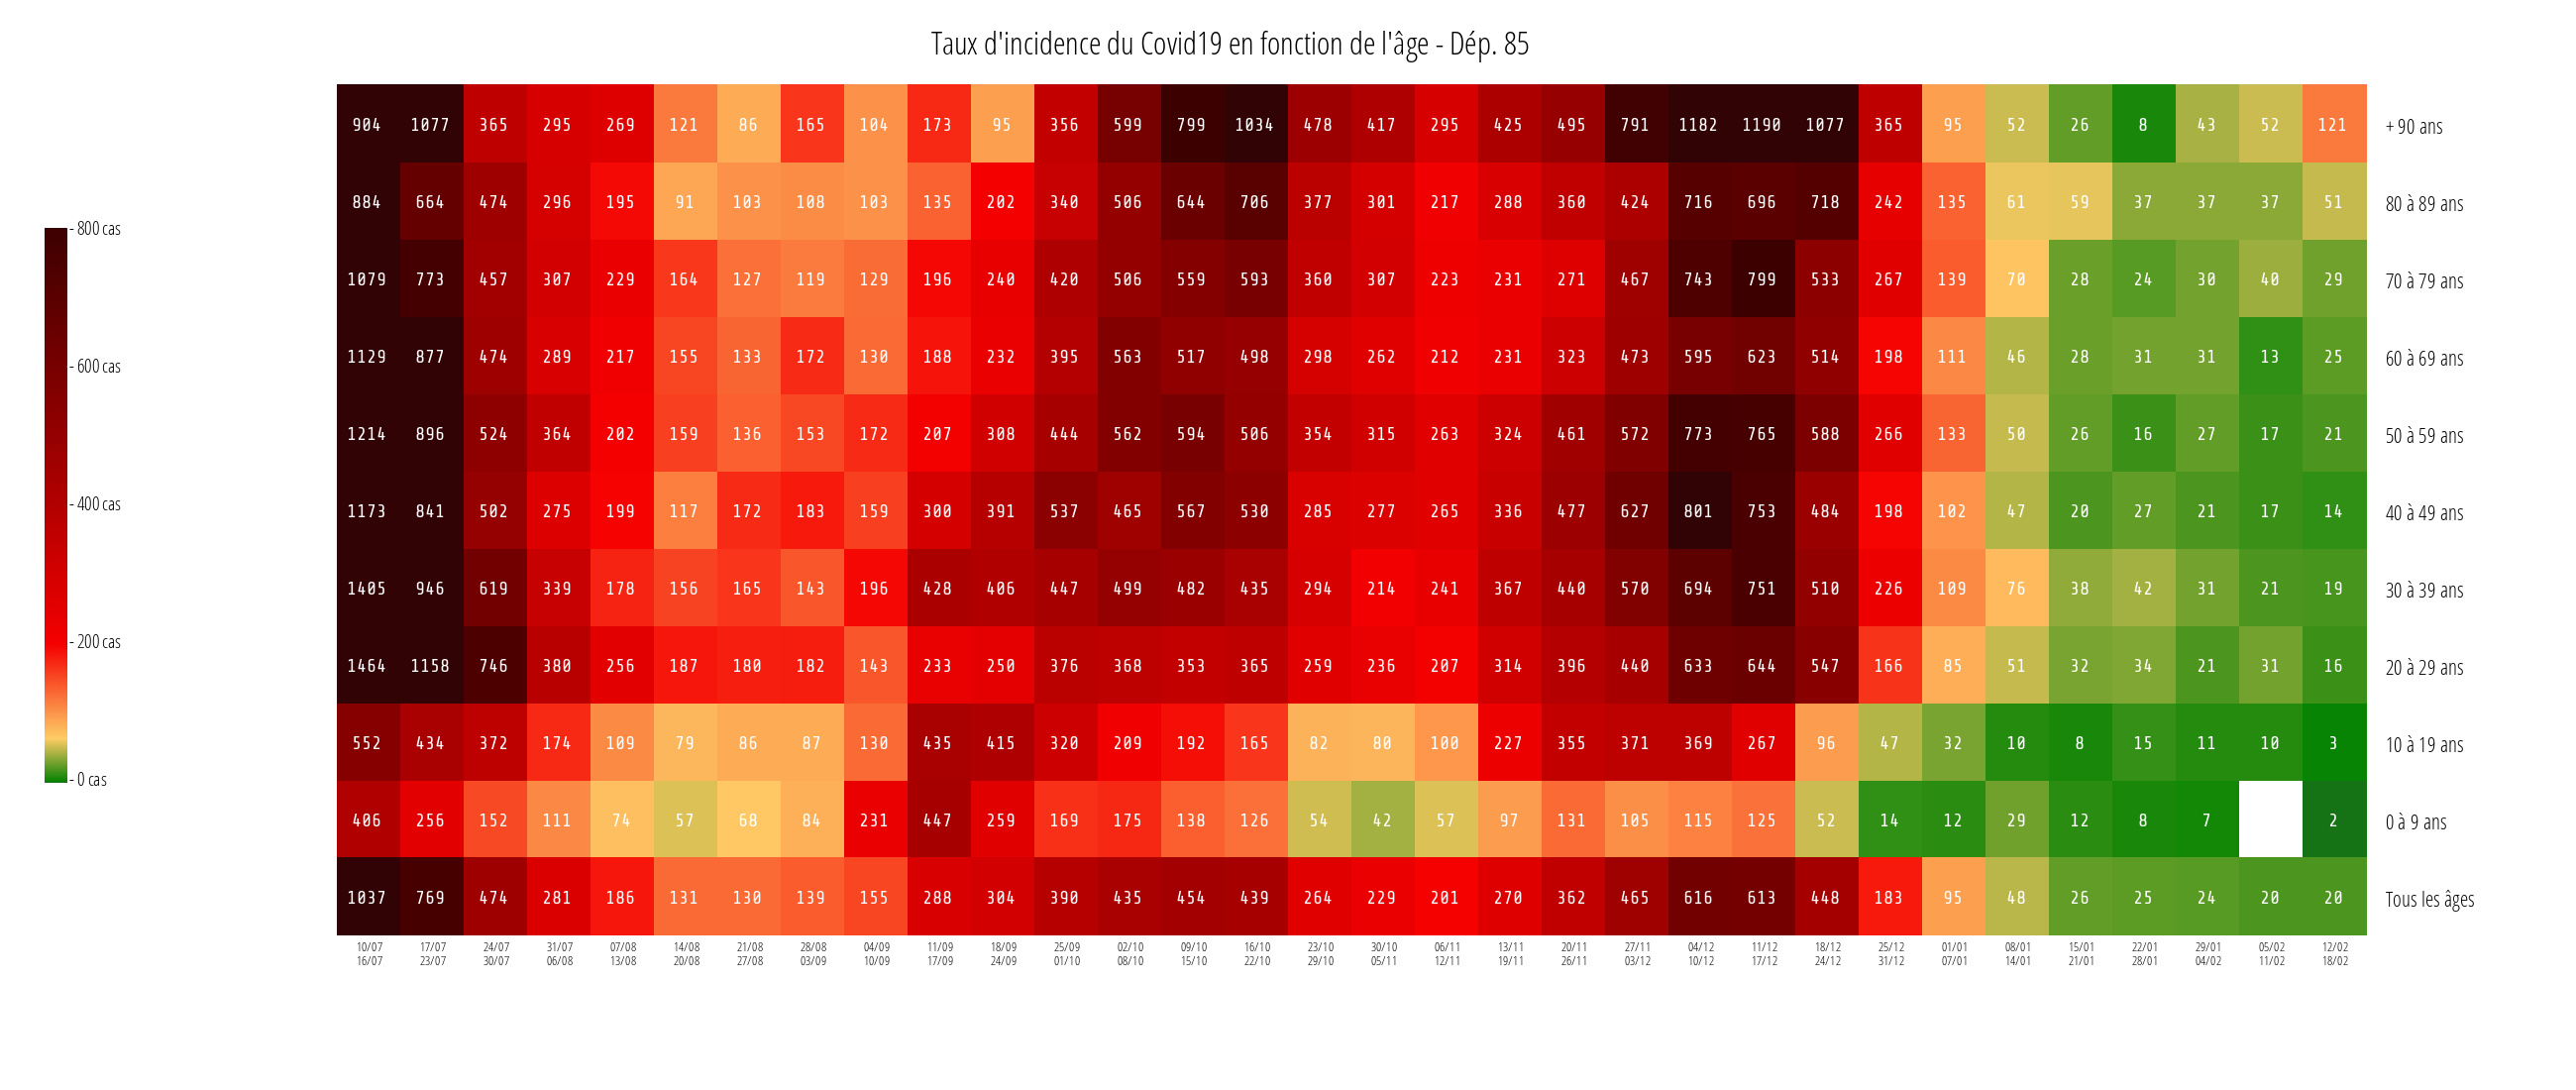 Taux d'incidence du Covid19 en fonction de l'âge - Dép. 85
- 800 cas
- 600 cas
- 400 cas
- 200 cas
- 0 cas
904 1077 365 295 269 121 86 165 104 173 95 356 599 799 1034 478 417 295 425 495 791 1182 1190 1077 365 95 52 26 8 43 52 121 + 90 ans
884 664 474 296 195 91 103 108 103 135 202 340 506 644 706 377 301 217 288 360 424 716 696 718 242 135 61 59 37 37 37 51 80 à 89 ans
1079 773 457 307 229 164 127 119 129 196 240 420 506 559 593 360 307 223 231 271 467 743 799 533 267 139 70 28 24 30 40 29 70 à 79 ans
1129 877 474 289 217 155 133 172 130 188 232 395 563 517 498 298 262 212 231 323 473 595 623 514 198 111 46 28 31 31 13 25 60 à 69 ans
1214 896 524 364 202 159 136 153 172 207 308 444 562 594 506 354 315 263 324 461 572 773 765 588 266 133 50 26 16 27 17 21 50 à 59 ans
1173 841 502 275 199 117 172 183 159 300 391 537 465 567 530 285 277 265 336 477 627 801 753 484 198 102 47 20 27 21 17 14 40 à 49 ans
1405 946 619 339 178 156 165 143 196 428 406 447 499 482 435 294 214 241 367 440 570 694 751 510 226 109 76 38 42 31 21 19 30 à 39 ans
1464 1158 746 380 256 187 180 182 143 233 250 376 368 353 365 259 236 207 314 396 440 633 644 547 166 85 51 32 34 21 31 16 20 à 29 ans
552 434 372 174 109 79 86 87 130 435 415 320 209 192 165 82 80 100 227 355 371 369 267 96 47 32 10 8 15 11 10 3 10 à 19 ans
406 256 152 111 74 57 68 84 231 447 259 169 175 138 126 54 42 57 97 131 105 115 125 52 14 12 29 12 8 7 2 0 à 9 ans
1037 769 474 281 186 131 130 139 155 288 304 390 435 454 439 264 229 201 270 362 465 616 613 448 183 95 48 26 25 24 20 20 Tous les âges
10/07 17/07 24/07 31/07 07/08 14/08 21/08 28/08 04/09 11/09 18/09 25/09 02/10 09/10 16/10 23/10 30/10 06/11 13/11 20/11 27/11 04/12 11/12 18/12 25/12 01/01 08/01 15/01 22/01 29/01 05/02 12/02
16/07 23/07 30/07 06/08 13/08 20/08 27/08 03/09 10/09 17/09 24/09 01/10 08/10 15/10 22/10 29/10 05/11 12/11 19/11 26/11 03/12 10/12 17/12 24/12 31/12 07/01 14/01 21/01 28/01 04/02 11/02 18/02